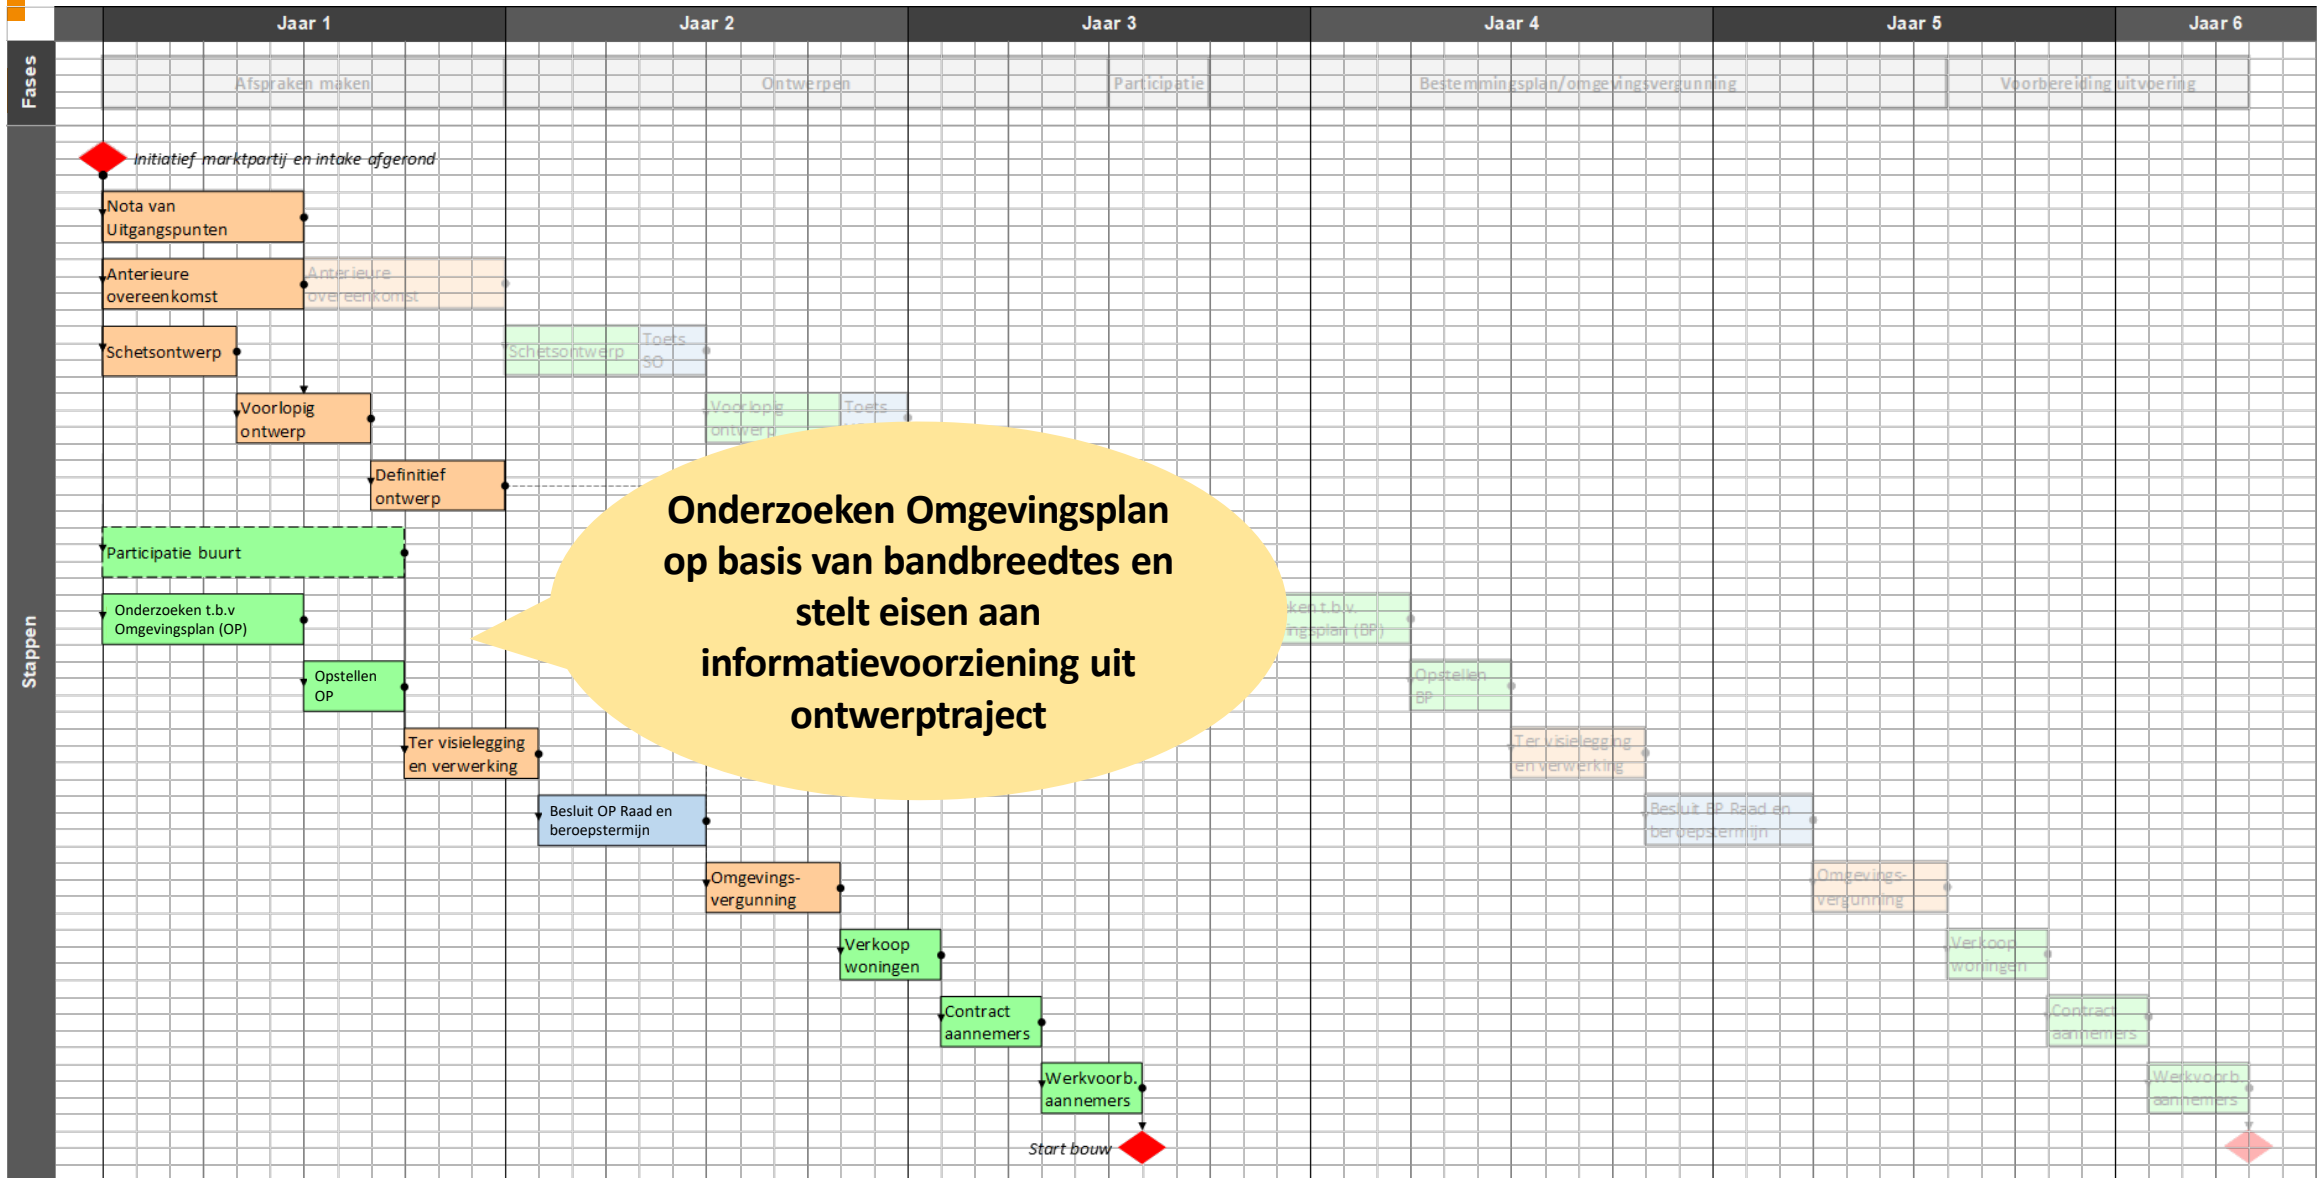 Jaar 1
Jaar 2
Jaar 3
Jaar 4
Jaar 5
Jaar 6
Fases
Afspraken maken
Ontwerpen
Participatie
Bestemmingsplan/omgevingsvergunning
Voorbereiding uitvoering
Stappen
Initiatief marktpartij en intake afgerond
Nota van
Uitgangspunten
Anterieure
overeenkomst
Anterieure
overeenkomst
Schetsontwerp
Schetsontwerp
Toets
SO
Voorlopig
ontwerp
Voorlopig
ontwerp
Toets
Definitief
ontwerp
Onderzoeken Omgevingsplan
op basis van bandbreedtes en
stelt eisen aan
informatievoorziening uit
ontwerptraject
Participatie buurt
Onderzoeken t.b.v
Omgevingsplan (OP)
t.b.v.
(BP)
Opstellen
OP
Opstellen
BP
Ter visielegging
en verwerking
Ter visielegging
en verwerking
Besluit OP Raad en
beroepstermijn
Besluit BP Raad en
beroepstermijn
Omgevings-
vergunning
Omgevings-
vergunning
Verkoop
woningen
Verkoop
woningen
Contract
aannemers
Contract
aannemers
Werkvoorb.
aannemers
Werkvoorb.
aannemers
Start bouw